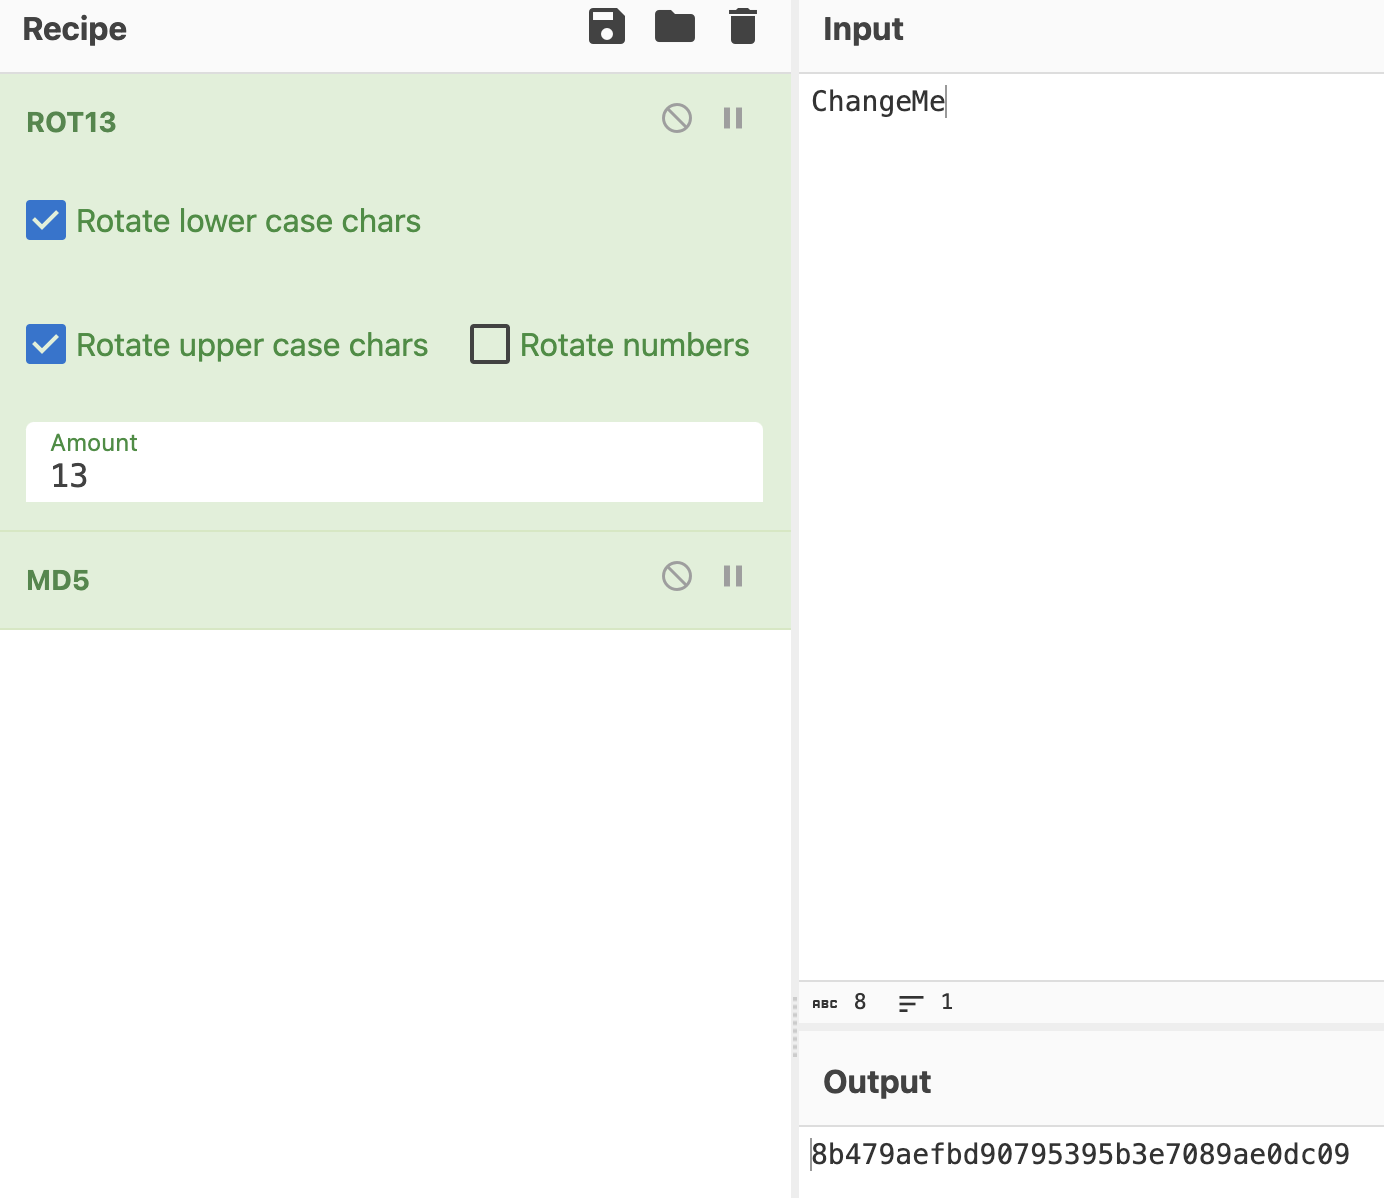 Recipe
ROT13
Rotate lower case chars
Rotate upper case chars
Rotate numbers
Amount
13
MD5
Input
ChangeMe
ABC 8 1
Output
8b479aefbd90795395b3e7089ae0dc09